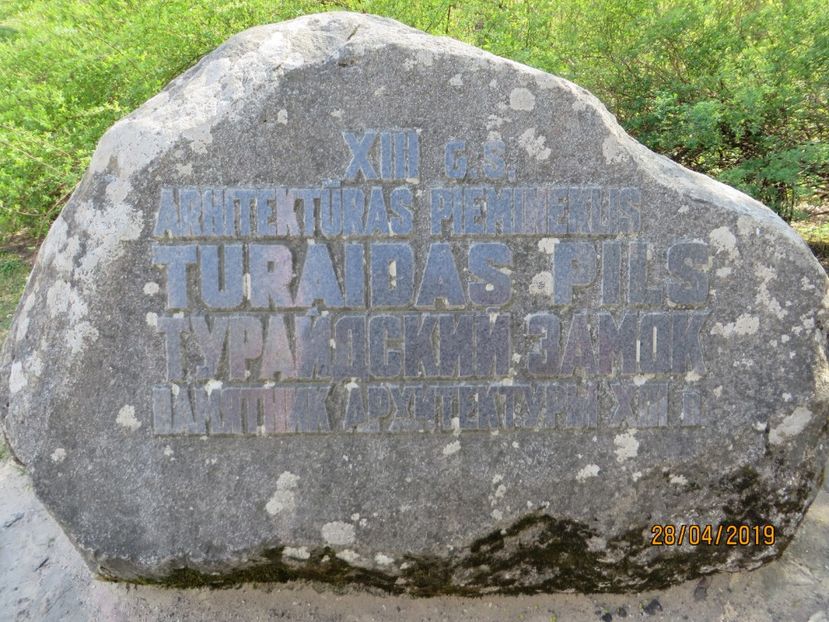 XIII G.S.
ARHITEKTŪRAS PIEMINEKLIS
TURAIDAS PILS
ТУРАЙДСКИЙ ЗАМОК
ПАМЯТНИК АРХИТЕКТУРЫ XIII в.
28/04/2019